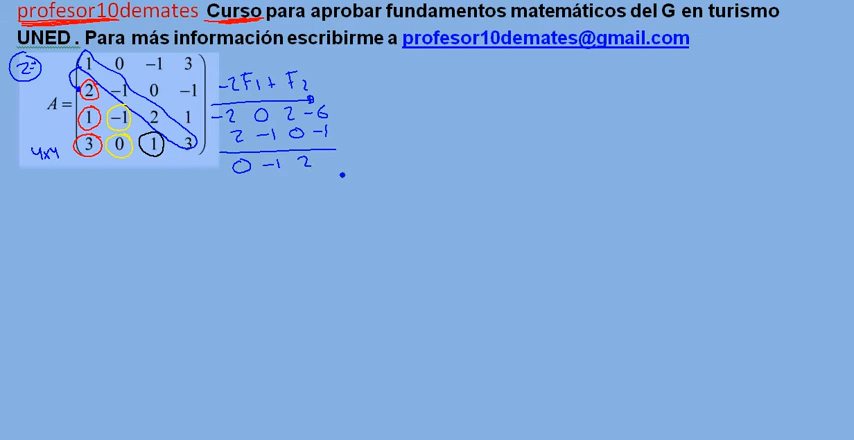 profesor10demates Curso para aprobar fundamentos matemáticos del G en turismo
UNED . Para más información escribirme a profesor10demates@gmail.com
2=
A =
1 0 −1 3
2 −1 0 −1
1 −1 2 1
3 0 1 3
4x4
-2F1 + F2
-2 0 2 -6
2 -1 0 -1
0 -1 2